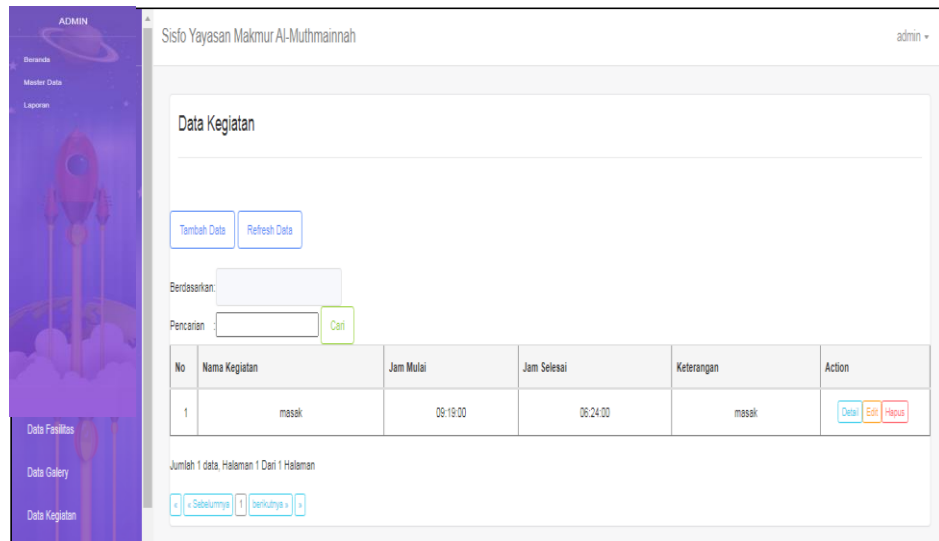 ADMIN
Beranda
Master Data
Laporan
Data Fasilitas
Data Galery
Data Kegiatan
Sisfo Yayasan Makmur Al-Muthmainnah
admin
Data Kegiatan
Tambah Data Refresh Data
Berdasarkan:
Pencarian : Cari
No Nama Kegiatan Jam Mulai Jam Selesai Keterangan Action
1 masak 09:19:00 06:24:00 masak Detail Edit Hapus
Jumlah 1 data, Halaman 1 Dari 1 Halaman
« « Sebelumnya 1 berikutnya » »